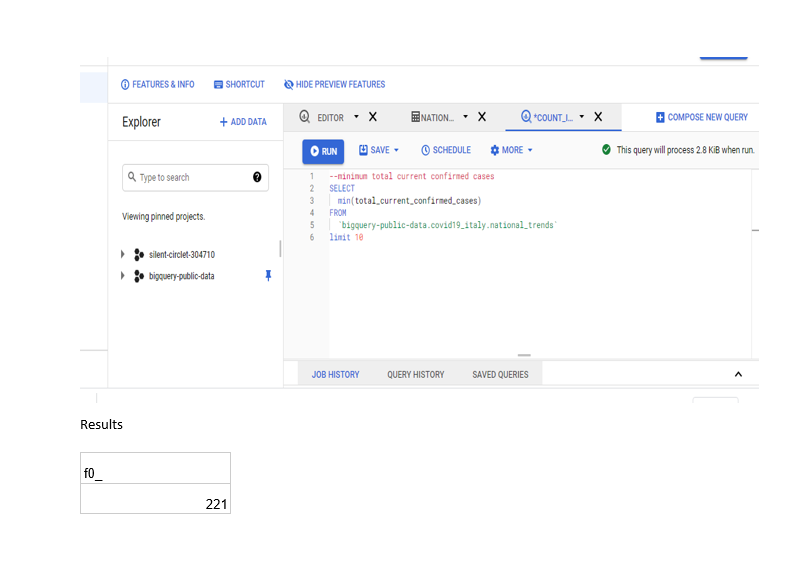 FEATURES & INFO SHORTCUT HIDE PREVIEW FEATURES
Explorer + ADD DATA
EDITOR X NATION... X *COUNT_I... X COMPOSE NEW QUERY
RUN SAVE SCHEDULE MORE This query will process 2.8 KiB when run.
Type to search
Viewing pinned projects.
silent-circlet-304710
bigquery-public-data
1 --minimum total current confirmed cases
2 SELECT
3 min(total_current_confirmed_cases)
4 FROM
5 `bigquery-public-data.covid19_italy.national_trends`
6 limit 10
JOB HISTORY QUERY HISTORY SAVED QUERIES
Results
f0_
221